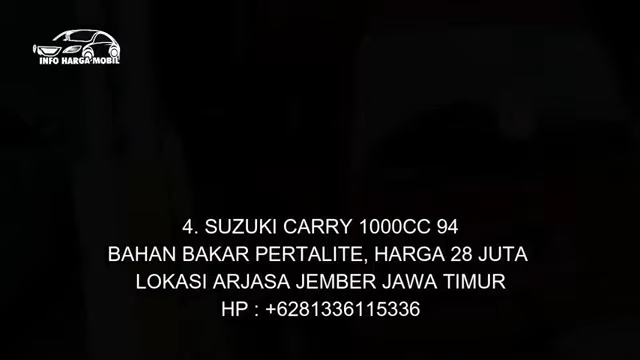 INFO HARGA MOBIL
4. SUZUKI CARRY 1000CC 94
BAHAN BAKAR PERTALITE, HARGA 28 JUTA
LOKASI ARJASA JEMBER JAWA TIMUR
HP : +6281336115336